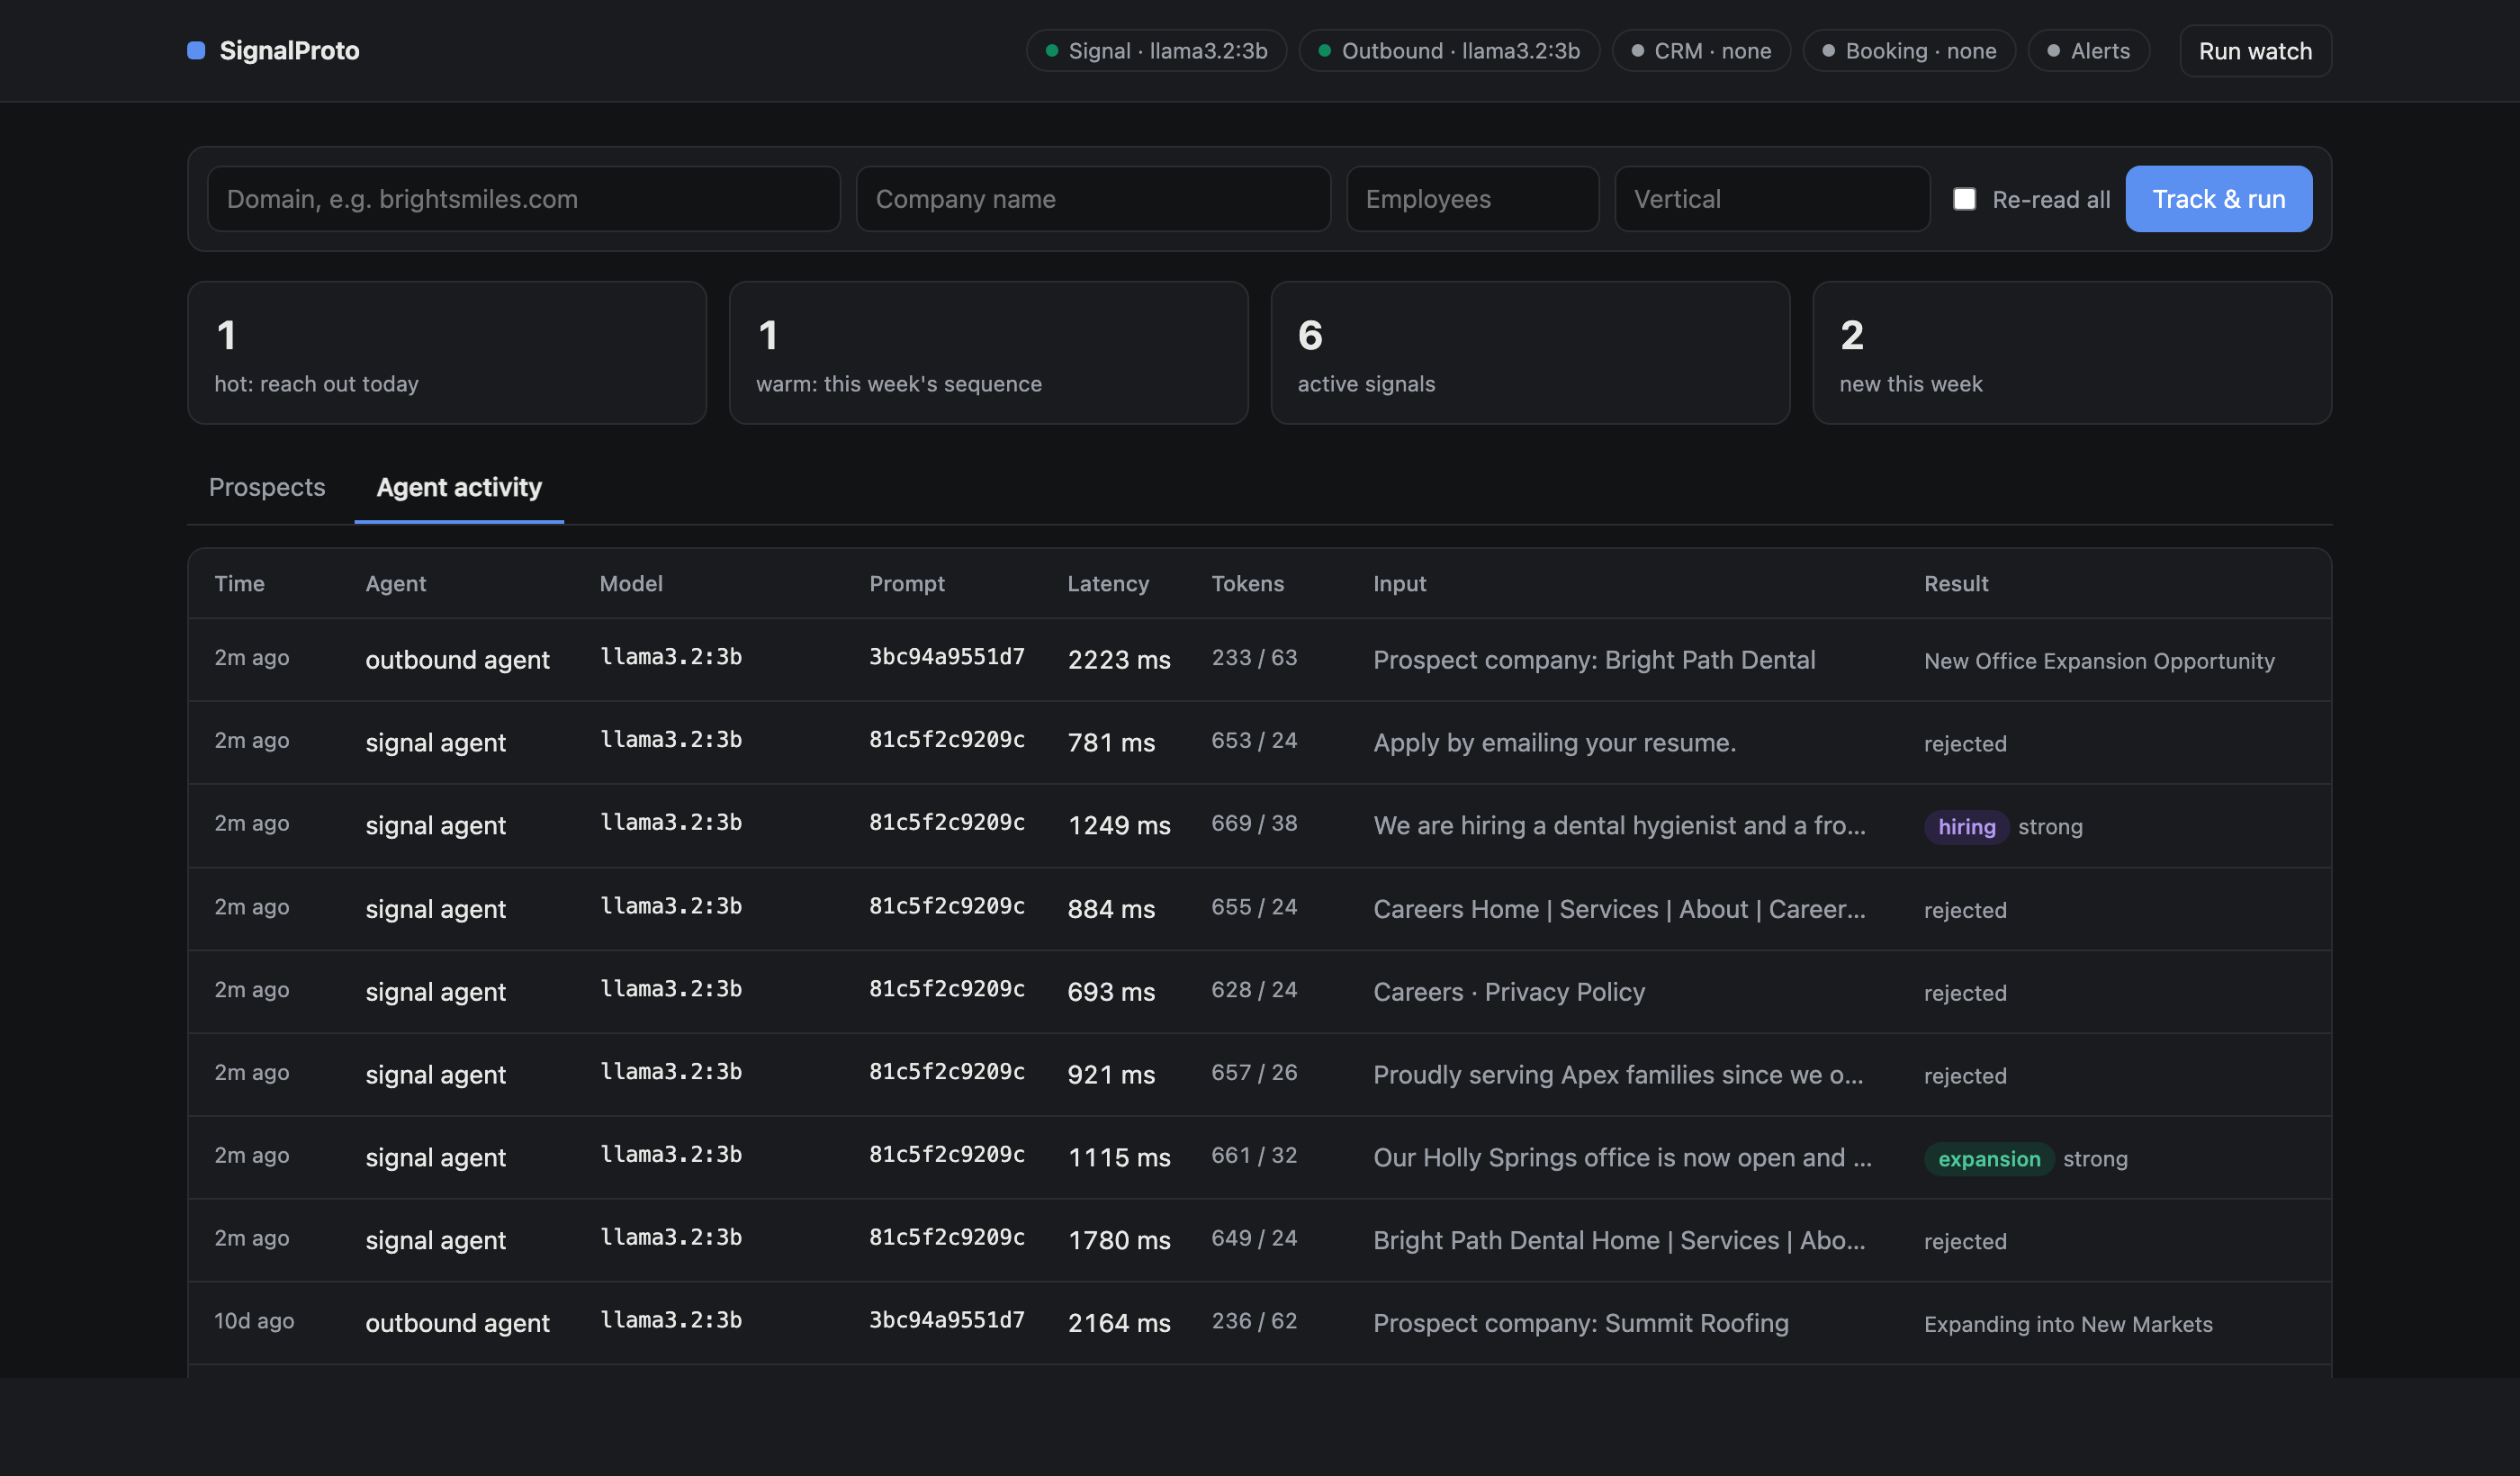 SignalProto
Signal · llama3.2:3b
Outbound · llama3.2:3b
CRM · none
Booking · none
Alerts
Run watch
Domain, e.g. brightsmiles.com
Company name
Employees
Vertical
Re-read all
Track & run
1
hot: reach out today
1
warm: this week's sequence
6
active signals
2
new this week
Prospects
Agent activity
Time Agent Model Prompt Latency Tokens Input Result
2m ago outbound agent llama3.2:3b 3bc94a9551d7 2223 ms 233 / 63 Prospect company: Bright Path Dental New Office Expansion Opportunity
2m ago signal agent llama3.2:3b 81c5f2c9209c 781 ms 653 / 24 Apply by emailing your resume. rejected
2m ago signal agent llama3.2:3b 81c5f2c9209c 1249 ms 669 / 38 We are hiring a dental hygienist and a fro... hiring strong
2m ago signal agent llama3.2:3b 81c5f2c9209c 884 ms 655 / 24 Careers Home | Services | About | Career... rejected
2m ago signal agent llama3.2:3b 81c5f2c9209c 693 ms 628 / 24 Careers · Privacy Policy rejected
2m ago signal agent llama3.2:3b 81c5f2c9209c 921 ms 657 / 26 Proudly serving Apex families since we o... rejected
2m ago signal agent llama3.2:3b 81c5f2c9209c 1115 ms 661 / 32 Our Holly Springs office is now open and ... expansion strong
2m ago signal agent llama3.2:3b 81c5f2c9209c 1780 ms 649 / 24 Bright Path Dental Home | Services | Abo... rejected
10d ago outbound agent llama3.2:3b 3bc94a9551d7 2164 ms 236 / 62 Prospect company: Summit Roofing Expanding into New Markets